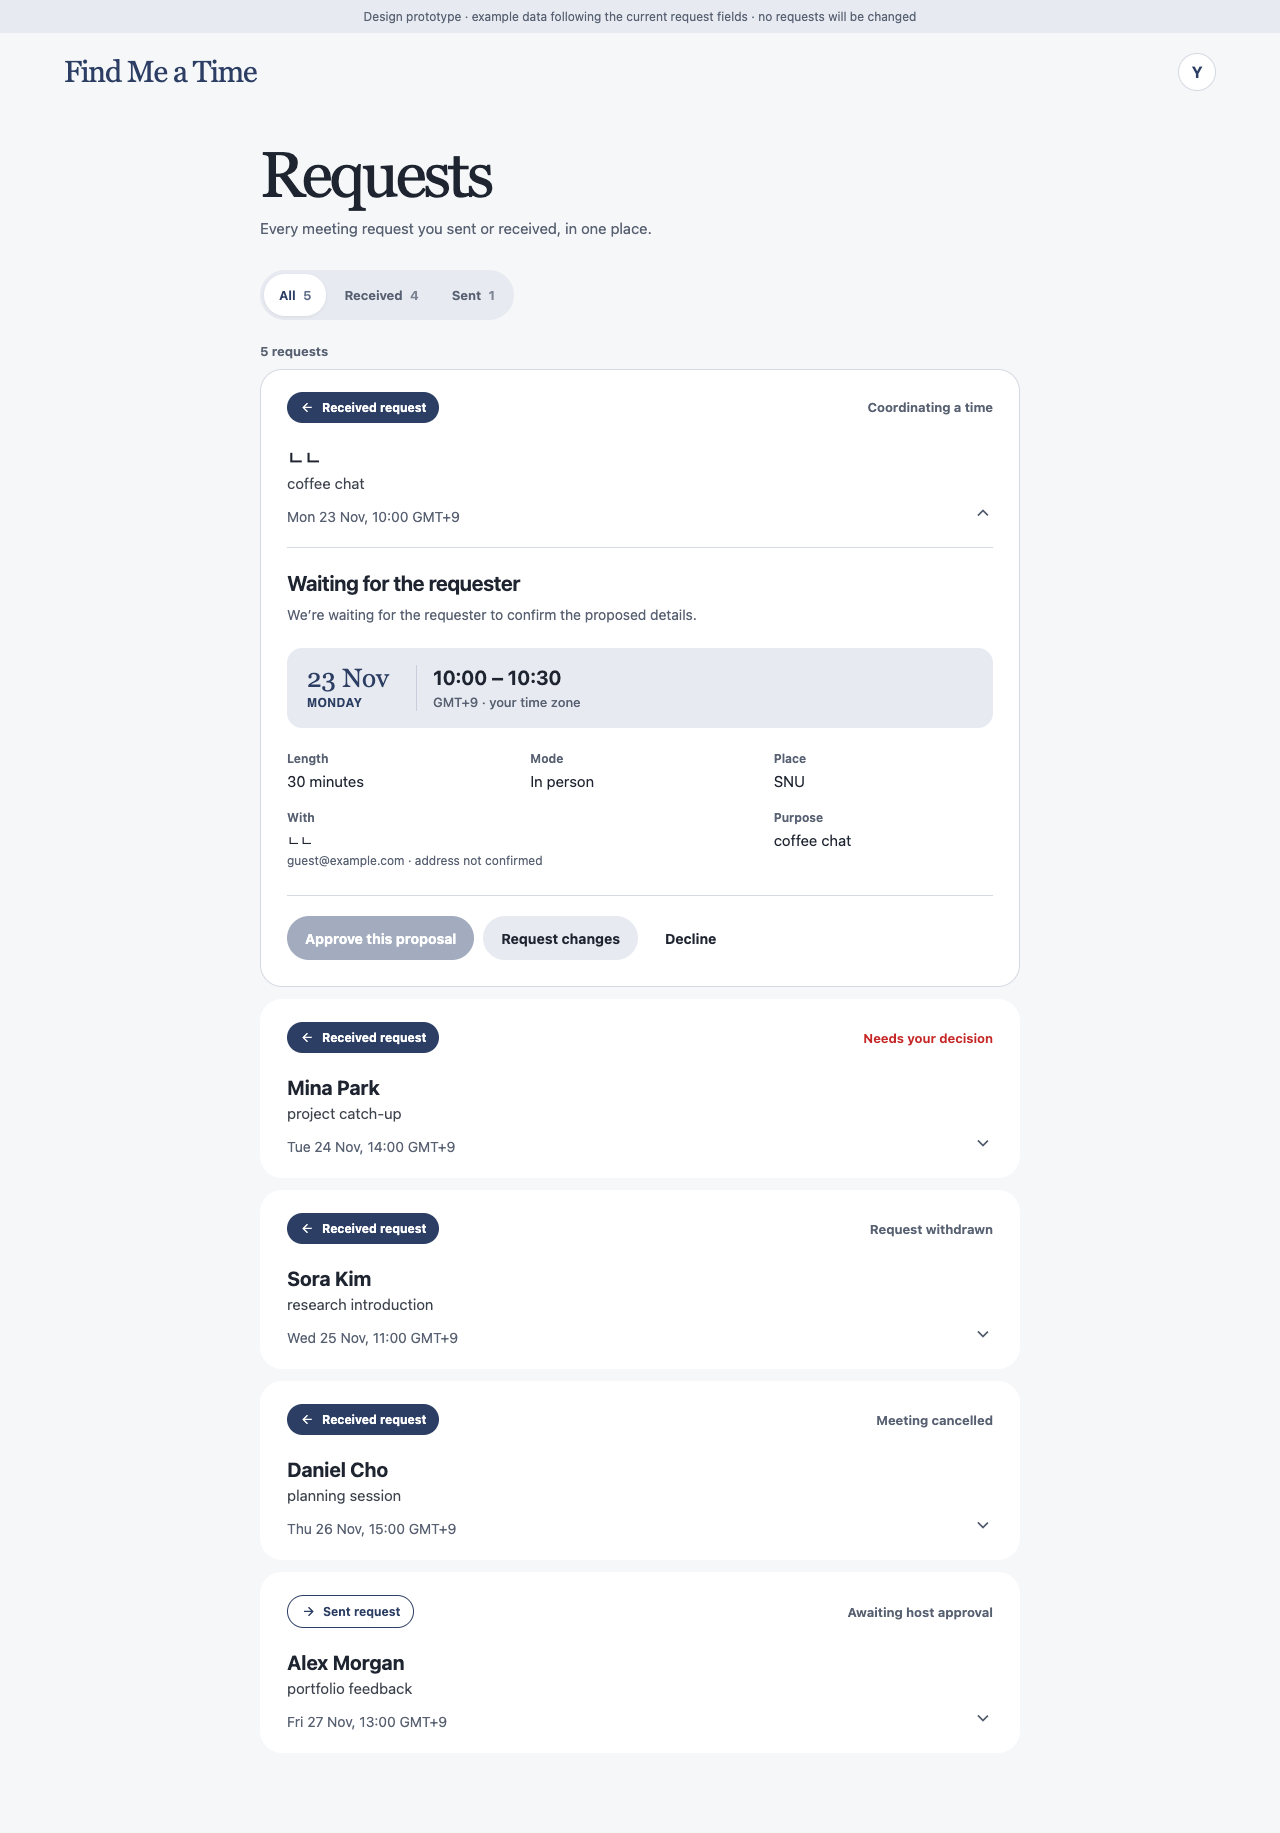 Design prototype · example data following the current request fields · no requests will be changed
Find Me a Time
Y
Requests
Every meeting request you sent or received, in one place.
All 5 Received 4 Sent 1
5 requests
← Received request Coordinating a time
ㄴㄴ
coffee chat
Mon 23 Nov, 10:00 GMT+9
Waiting for the requester
We’re waiting for the requester to confirm the proposed details.
23 Nov 10:00 – 10:30
MONDAY GMT+9 · your time zone
Length Mode Place
30 minutes In person SNU
With Purpose
ㄴㄴ coffee chat
guest@example.com · address not confirmed
Approve this proposal Request changes Decline
← Received request Needs your decision
Mina Park
project catch-up
Tue 24 Nov, 14:00 GMT+9
← Received request Request withdrawn
Sora Kim
research introduction
Wed 25 Nov, 11:00 GMT+9
← Received request Meeting cancelled
Daniel Cho
planning session
Thu 26 Nov, 15:00 GMT+9
→ Sent request Awaiting host approval
Alex Morgan
portfolio feedback
Fri 27 Nov, 13:00 GMT+9